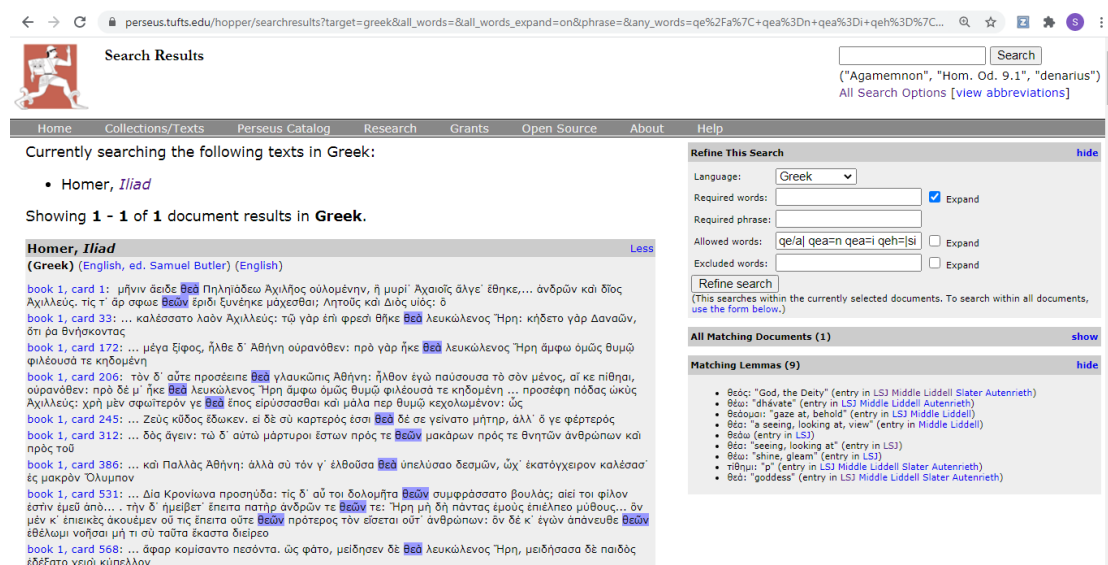 perseus.tufts.edu/hopper/searchresults?target=greek&all_words=&all_words_expand=on&phrase=&any_words=qe%2Fa%7C+qea%3Dn+qea%3Di+qeh%3D%7C...
S
Search Results
Search
("Agamemnon", "Hom. Od. 9.1", "denarius")
All Search Options [view abbreviations]
Home Collections/Texts Perseus Catalog Research Grants Open Source About Help
Currently searching the following texts in Greek:
• Homer, Iliad
Showing 1 - 1 of 1 document results in Greek.
Homer, Iliad Less
(Greek) (English, ed. Samuel Butler) (English)
book 1, card 1: μῆνιν ἄειδε θεὰ Πηληϊάδεω Ἀχιλῆος οὐλομένην, ἣ μυρί᾽ Ἀχαιοῖς ἄλγε᾽ ἔθηκε,... ἀνδρῶν καὶ δῖος
Ἀχιλλεύς. τίς τ᾽ ἄρ σφωε θεῶν ἔριδι ξυνέηκε μάχεσθαι; Λητοῦς καὶ Διὸς υἱός: ὃ
book 1, card 33: ... καλέσσατο λαὸν Ἀχιλλεύς: τῷ γὰρ ἐπὶ φρεσὶ θῆκε θεὰ λευκώλενος Ἥρη: κήδετο γὰρ Δαναῶν,
ὅτι ῥα θνήσκοντας
book 1, card 172: ... μέγα ξίφος, ἦλθε δ᾽ Ἀθήνη οὐρανόθεν: πρὸ γὰρ ἧκε θεὰ λευκώλενος Ἥρη ἄμφω ὁμῶς θυμῷ
φιλέουσά τε κηδομένη
book 1, card 206: τὸν δ᾽ αὖτε προσέειπε θεὰ γλαυκῶπις Ἀθήνη: ἦλθον ἐγὼ παύσουσα τὸ σὸν μένος, αἴ κε πίθηαι,
οὐρανόθεν: πρὸ δέ μ᾽ ἧκε θεὰ λευκώλενος Ἥρη ἄμφω ὁμῶς θυμῷ φιλέουσά τε κηδομένη ... προσέφη πόδας ὠκὺς
Ἀχιλλεύς: χρὴ μὲν σφωΐτερόν γε θεὰ ἔπος εἰρύσσασθαι καὶ μάλα περ θυμῷ κεχολωμένον: ὧς
book 1, card 245: ... Ζεὺς κῦδος ἔδωκεν. εἰ δὲ σὺ καρτερός ἐσσι θεὰ δέ σε γείνατο μήτηρ, ἀλλ᾽ ὅ γε φέρτερός
book 1, card 312: ... δὸς ἄγειν: τὼ δ᾽ αὐτὼ μάρτυροι ἔστων πρός τε θεῶν μακάρων πρός τε θνητῶν ἀνθρώπων καὶ
πρὸς τοῦ
book 1, card 386: ... καὶ Παλλὰς Ἀθήνη: ἀλλὰ σὺ τόν γ᾽ ἐλθοῦσα θεὰ ὑπελύσαο δεσμῶν, ὦχ᾽ ἑκατόγχειρον καλέσασ᾽
ἐς μακρὸν Ὄλυμπον
book 1, card 531: ... Δία Κρονίωνα προσηύδα: τίς δ᾽ αὖ τοι δολομῆτα θεῶν συμφράσσατο βουλάς; αἰεί τοι φίλον
ἐστὶν ἐμεῦ ἀπὸ... . τὴν δ᾽ ἠμείβετ᾽ ἔπειτα πατὴρ ἀνδρῶν τε θεῶν τε: Ἥρη μὴ δὴ πάντας ἐμοὺς ἐπιέλπεο μύθους... ὃν
μέν κ᾽ ἐπιεικὲς ἀκουέμεν οὔ τις ἔπειτα οὔτε θεῶν πρότερος τὸν εἴσεται οὔτ᾽ ἀνθρώπων: ὃν δέ κ᾽ ἐγὼν ἀπάνευθε θεῶν
ἐθέλωμι νοῆσαι μή τι σὺ ταῦτα ἕκαστα διείρεο
book 1, card 568: ... ἄφαρ κομίσαντο πεσόντα. ὣς φάτο, μείδησεν δὲ θεὰ λευκώλενος Ἥρη, μειδήσασα δὲ παιδὸς
ἐδέξατο χειρὶ κύπελλον
Refine This Search hide
Language: Greek
Required words: Expand
Required phrase:
Allowed words: qe/a| qea=n qea=i qeh=|si Expand
Excluded words: Expand
Refine search
(This searches within the currently selected documents. To search within all documents,
use the form below.)
All Matching Documents (1) show
Matching Lemmas (9) hide
• θεός: "God, the Deity" (entry in LSJ Middle Liddell Slater Autenrieth)
• θέω: "dhávate" (entry in LSJ Middle Liddell Autenrieth)
• θεάομαι: "gaze at, behold" (entry in LSJ Middle Liddell)
• θέα: "a seeing, looking at, view" (entry in Middle Liddell)
• θεάω (entry in LSJ)
• θέα: "seeing, looking at" (entry in LSJ)
• θέω: "shine, gleam" (entry in LSJ)
• τίθημι: "p" (entry in LSJ Middle Liddell Slater Autenrieth)
• θεά: "goddess" (entry in LSJ Middle Liddell Slater Autenrieth)